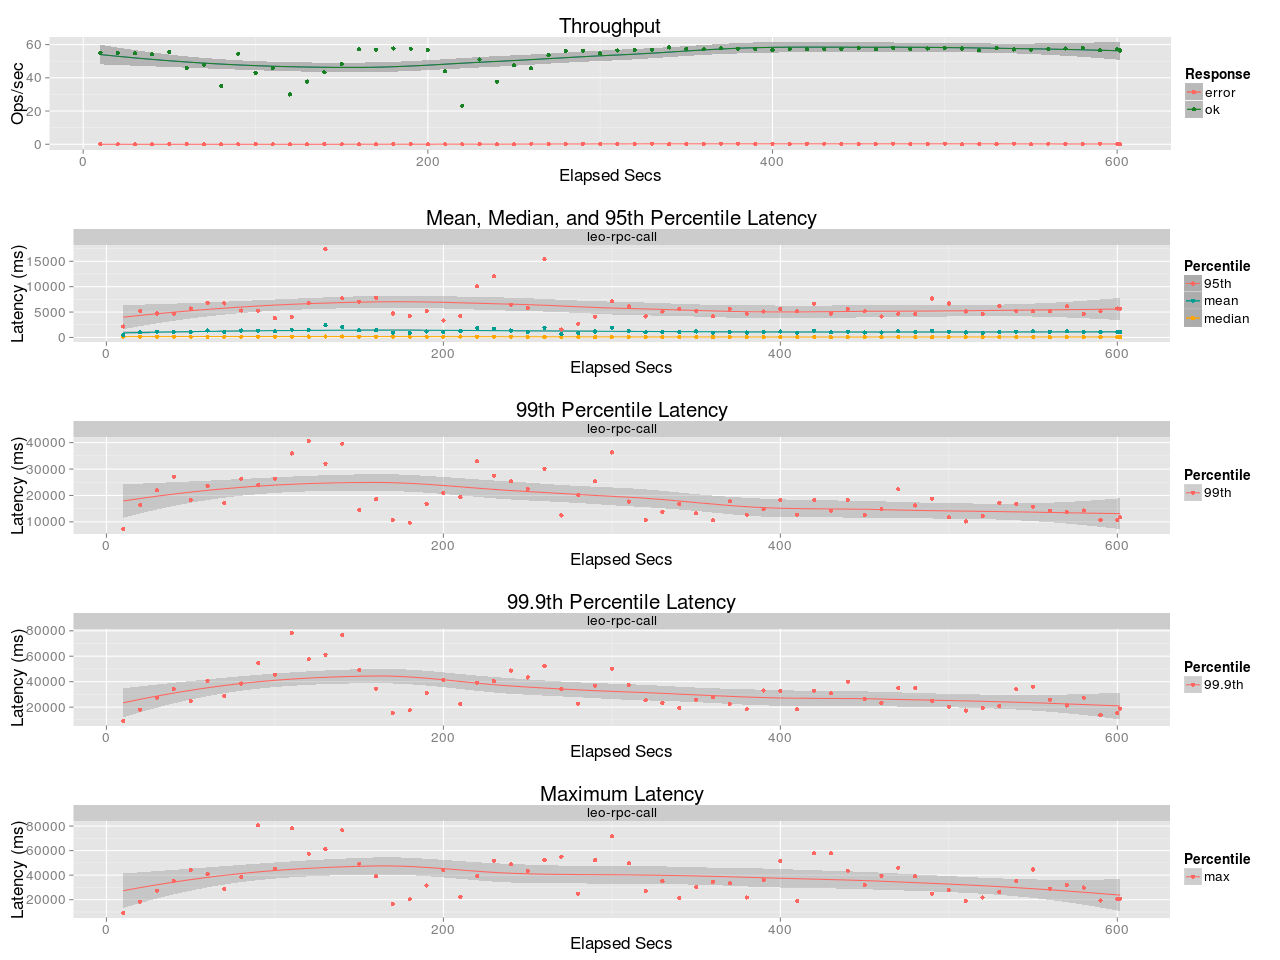 Throughput
60
40
20
0
Ops/sec
0 200 400 600
Elapsed Secs
Response
error
ok
Mean, Median, and 95th Percentile Latency
leo-rpc-call
15000
10000
5000
0
Latency (ms)
0 200 400 600
Elapsed Secs
Percentile
95th
mean
median
99th Percentile Latency
leo-rpc-call
40000
30000
20000
10000
Latency (ms)
0 200 400 600
Elapsed Secs
Percentile
99th
99.9th Percentile Latency
leo-rpc-call
80000
60000
40000
20000
Latency (ms)
0 200 400 600
Elapsed Secs
Percentile
99.9th
Maximum Latency
leo-rpc-call
80000
60000
40000
20000
Latency (ms)
0 200 400 600
Elapsed Secs
Percentile
max